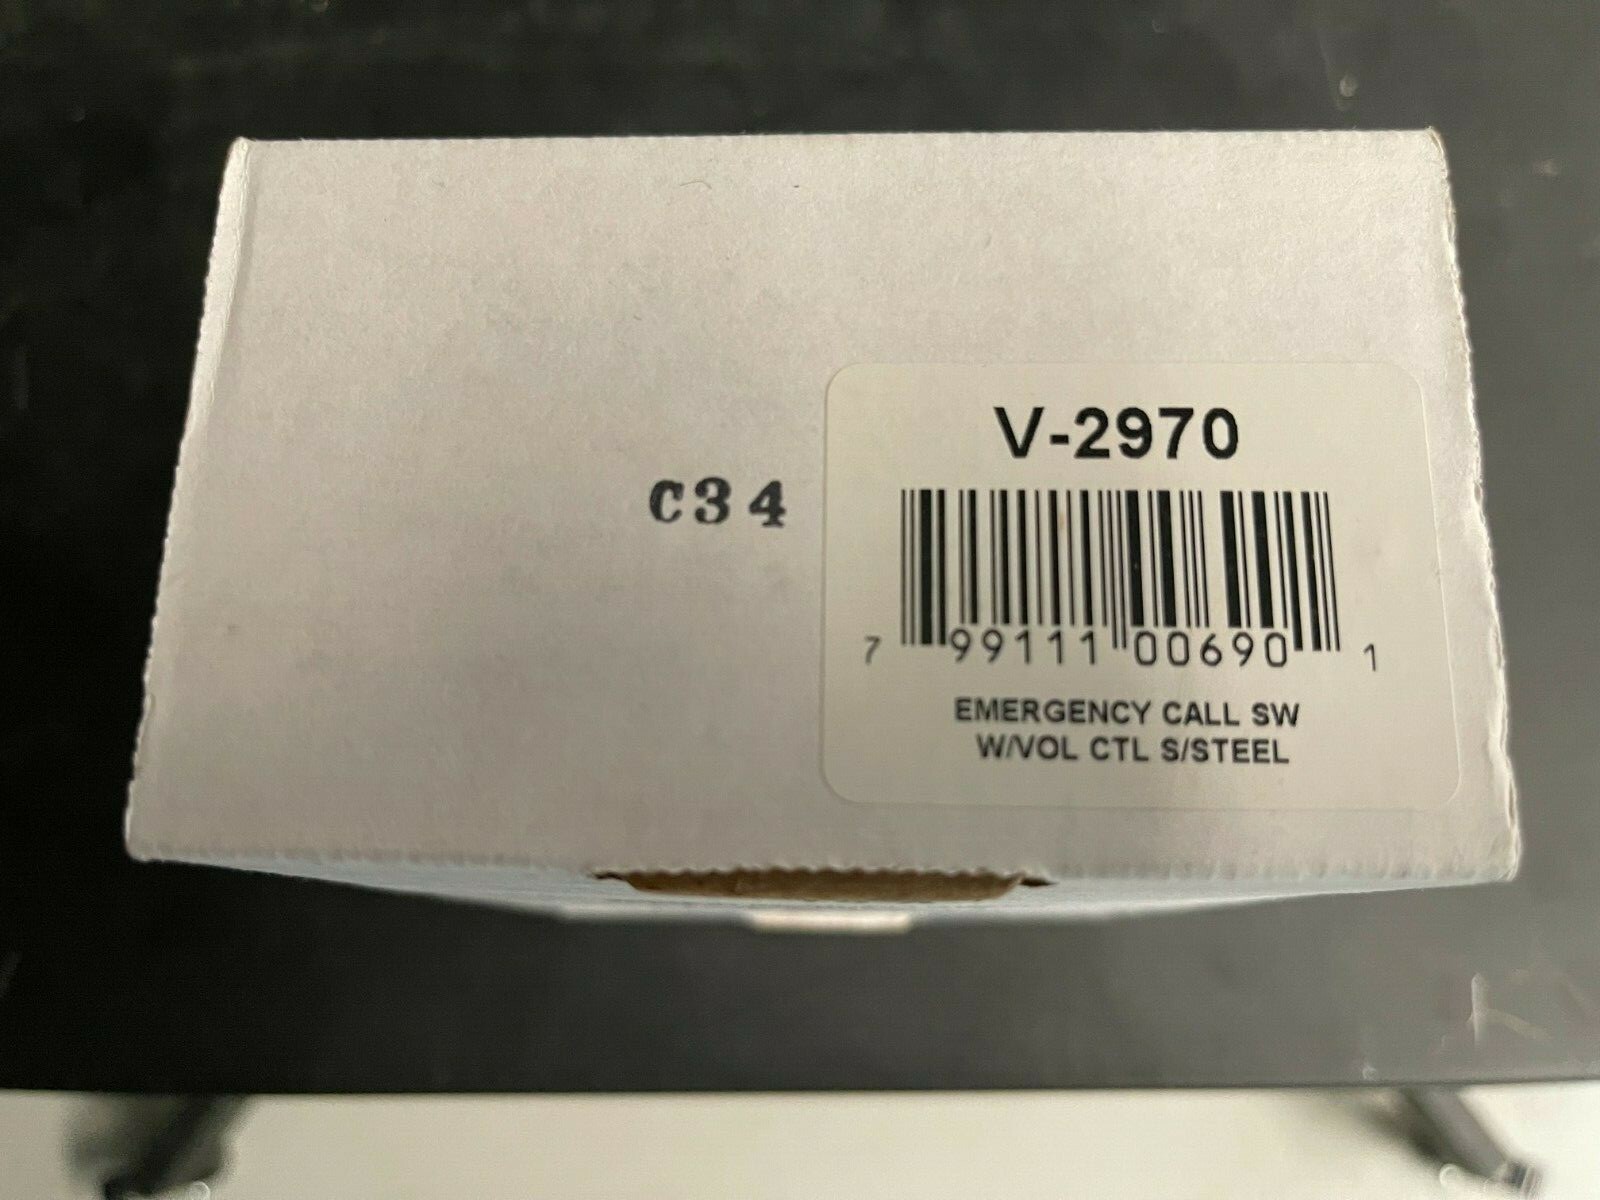 V-2970
C34
7 99111 00690 1
EMERGENCY CALL SW
W/VOL CTL S/STEEL